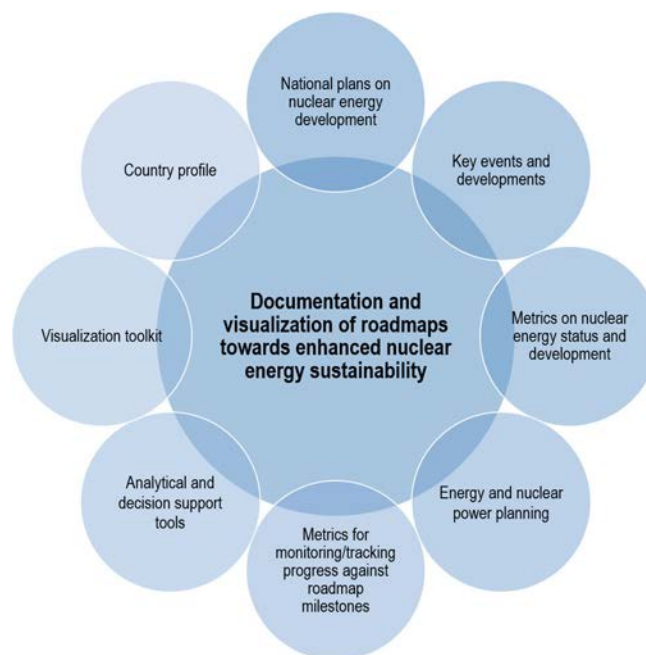 National plans on
nuclear energy
development
Key events and
developments
Metrics on nuclear
energy status and
development
Energy and nuclear
power planning
Metrics for
monitoring/tracking
progress against
roadmap
milestones
Analytical and
decision support
tools
Visualization toolkit
Country profile
Documentation and
visualization of roadmaps
towards enhanced nuclear
energy sustainability